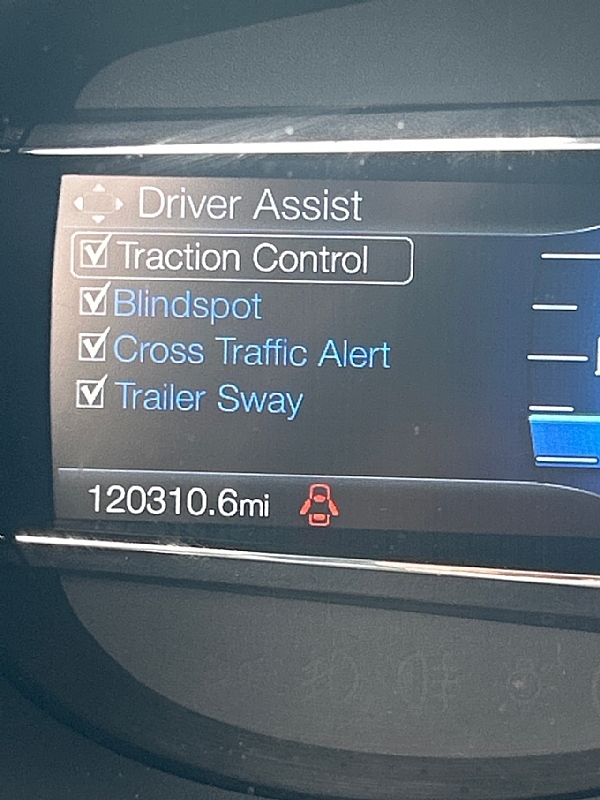 Driver Assist
Traction Control
Blindspot
Cross Traffic Alert
Trailer Sway
120310.6mi